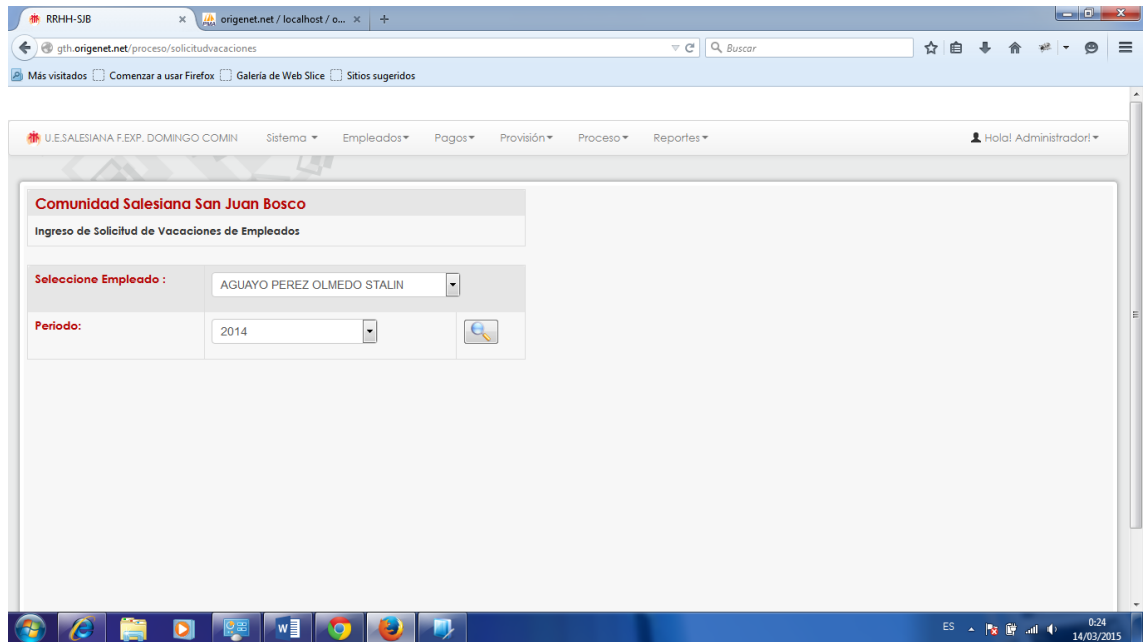 RRHH-SJB
origenet.net / localhost / o...
gth.origenet.net/proceso/solicitudvacaciones
Buscar
Más visitados Comenzar a usar Firefox Galería de Web Slice Sitios sugeridos
U.E.SALESIANA F.EXP. DOMINGO COMIN Sistema Empleados Pagos Provisión Proceso Reportes Hola! Administrador!
Comunidad Salesiana San Juan Bosco
Ingreso de Solicitud de Vacaciones de Empleados
Seleccione Empleado : AGUAYO PEREZ OLMEDO STALIN
Periodo: 2014
ES 0:24
14/03/2015